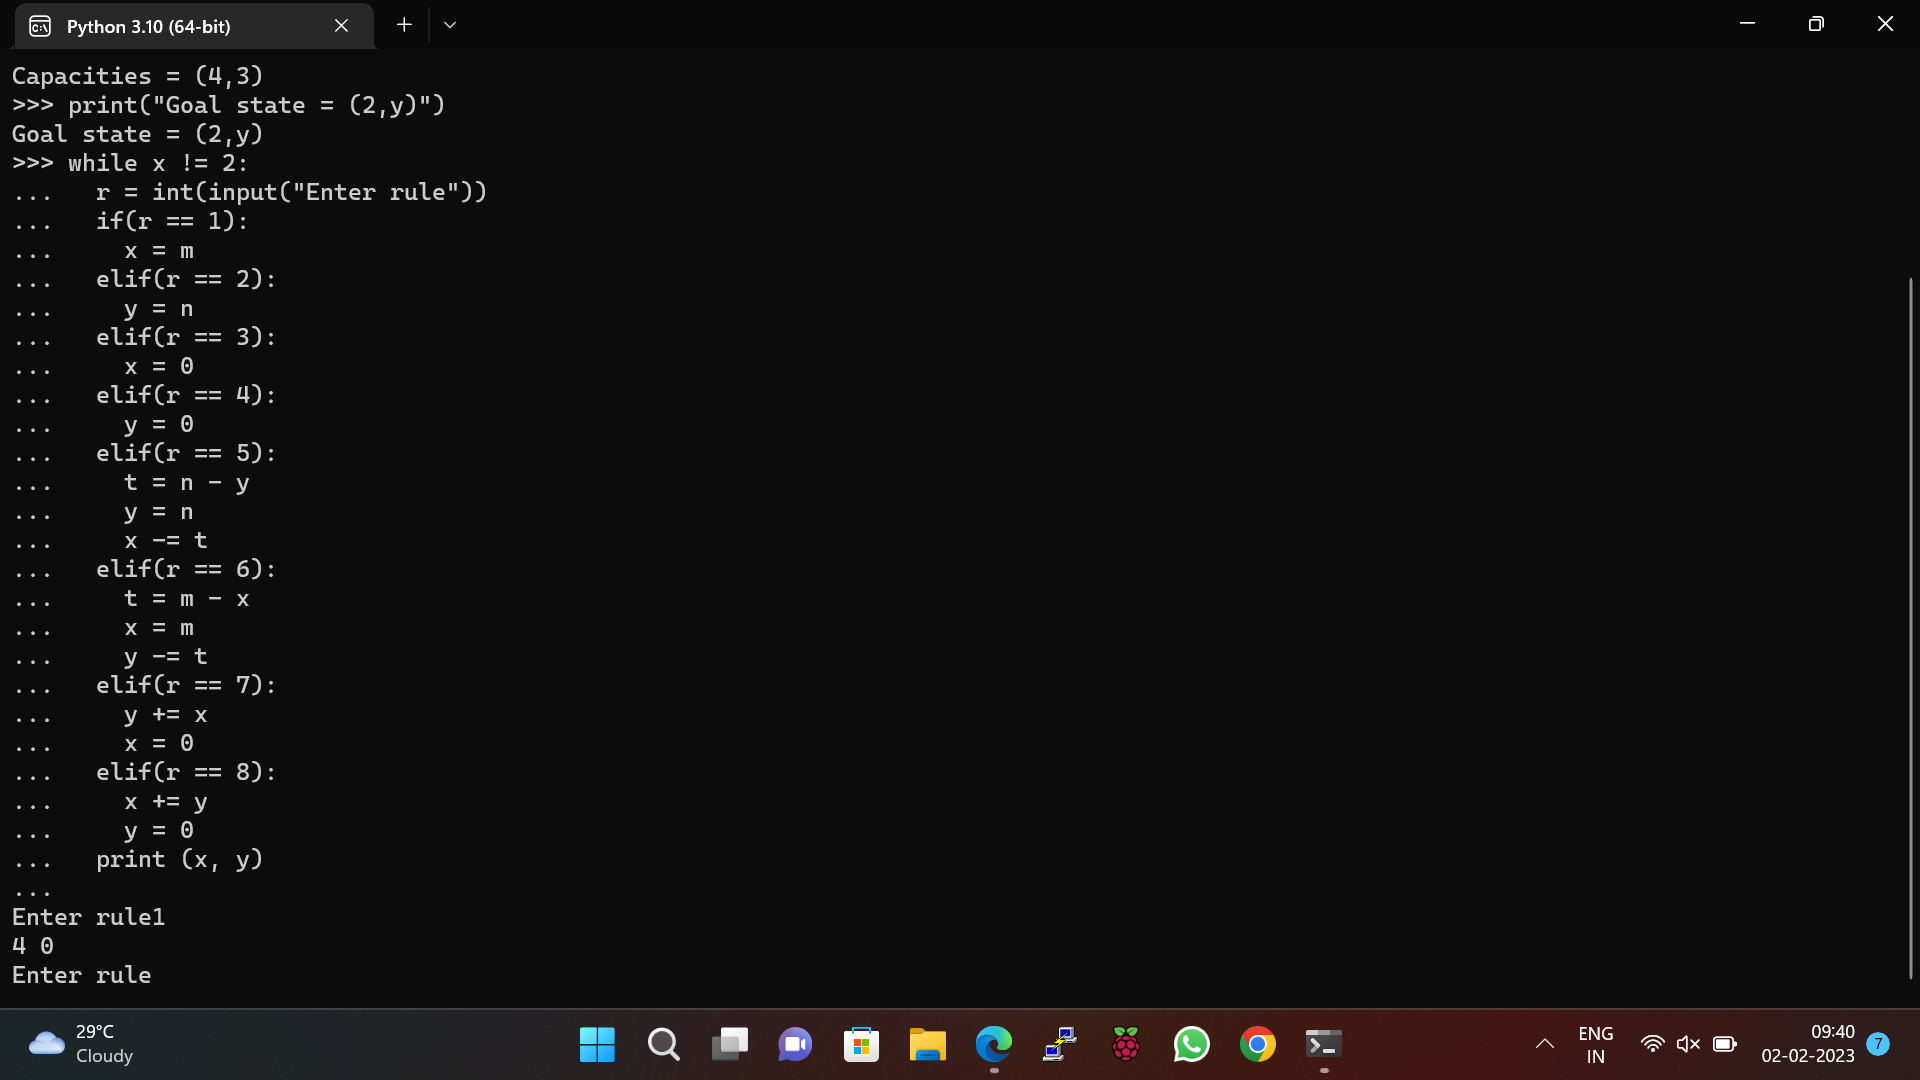 Python 3.10 (64-bit)
Capacities = (4,3)
>>> print("Goal state = (2,y)")
Goal state = (2,y)
>>> while x != 2:
...   r = int(input("Enter rule"))
...   if(r == 1):
...     x = m
...   elif(r == 2):
...     y = n
...   elif(r == 3):
...     x = 0
...   elif(r == 4):
...     y = 0
...   elif(r == 5):
...     t = n - y
...     y = n
...     x -= t
...   elif(r == 6):
...     t = m - x
...     x = m
...     y -= t
...   elif(r == 7):
...     y += x
...     x = 0
...   elif(r == 8):
...     x += y
...     y = 0
...   print (x, y)
...
Enter rule1
4 0
Enter rule
29°C
Cloudy
ENG
IN
09:40
02-02-2023
7